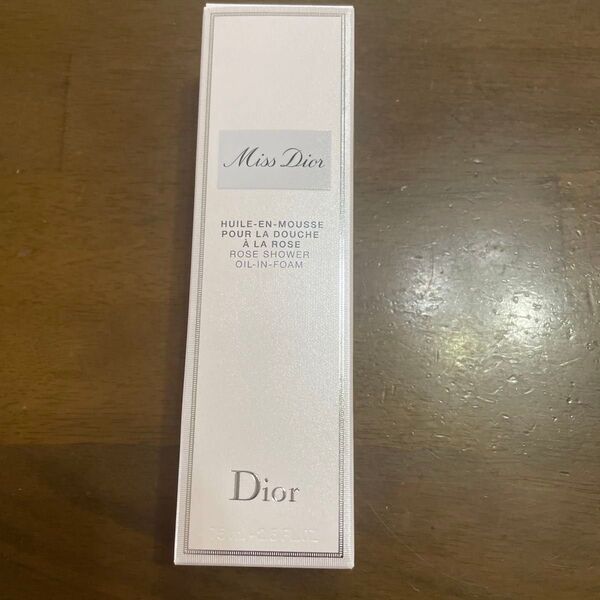 Miss Dior
HUILE-EN-MOUSSE
POUR LA DOUCHE
À LA ROSE
ROSE SHOWER
OIL-IN-FOAM
Dior